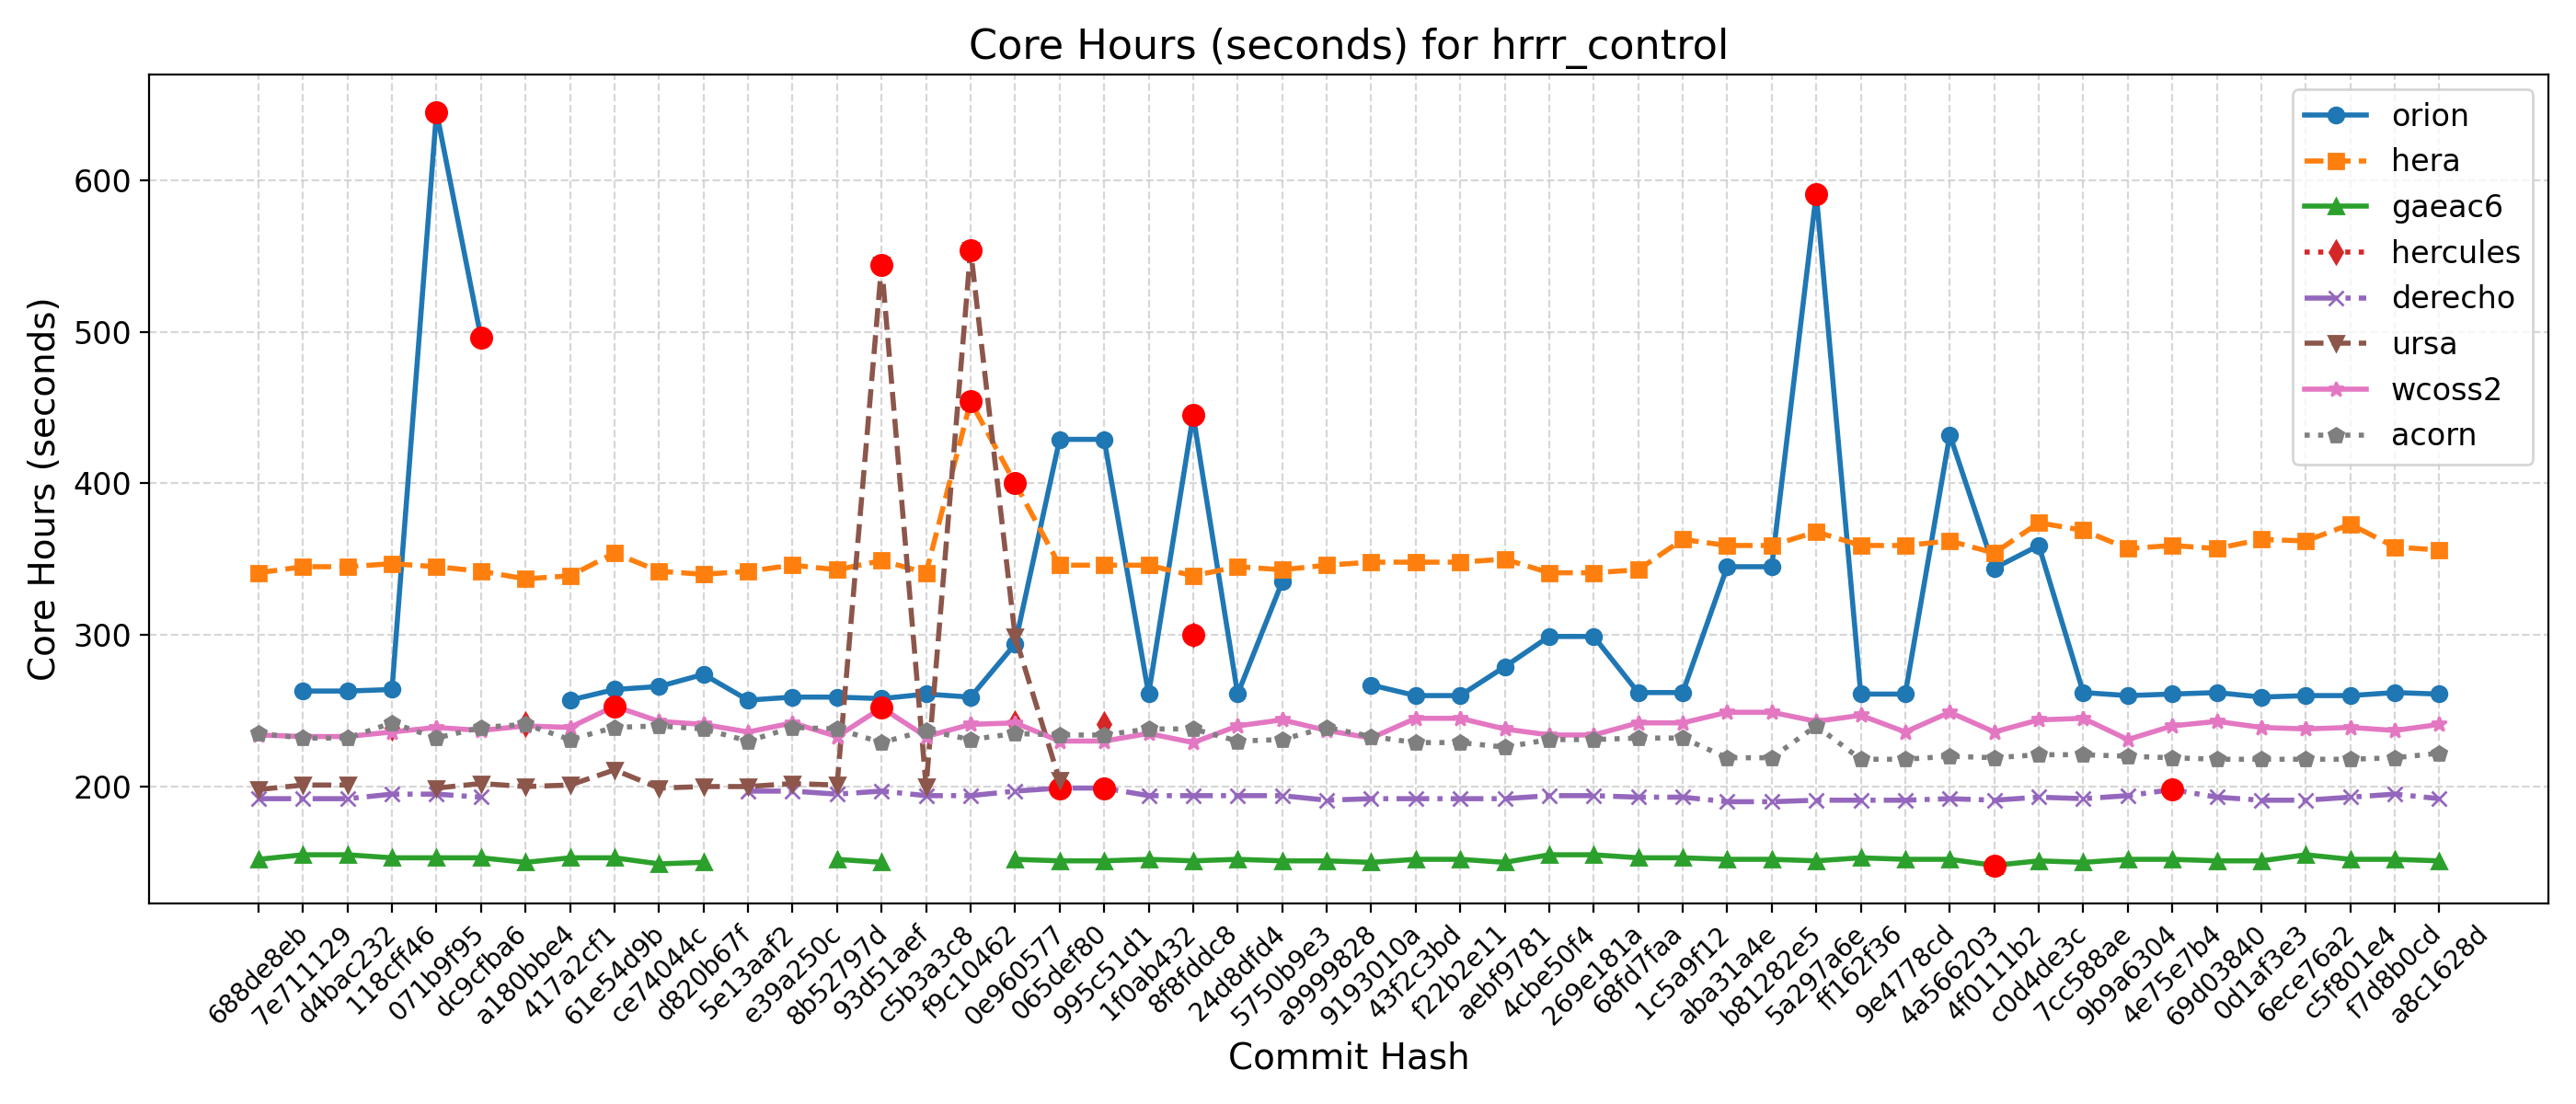 Core Hours (seconds) for hrrr_control
Core Hours (seconds)
600
500
400
300
200
orion
hera
gaeac6
hercules
derecho
ursa
wcoss2
acorn
688de8eb
7e711129
d4bac232
118cff46
071b9f95
dc9cfba6
a180bbe4
417a2cf1
61e54d9b
ce74044c
d820b67f
5e13aaf2
e39a250c
8b52797d
93d51aef
c5b3a3c8
f9c10462
0e960577
065def80
995c51d1
1f0ab432
8f8fddc8
24d8dfd4
5750b9e3
a9999828
9193010a
43f2c3bd
f22b2e11
aebf9781
4cbe50f4
269e181a
68fd7faa
1c5a9f12
aba31a4e
b81282e5
5a297a6e
ff162f36
9e4778cd
4a566203
4f0111b2
c0d4de3c
7cc588ae
9b9a6304
4e75e7b4
69d03840
0d1af3e3
6ece76a2
c5f801e4
f7d8b0cd
a8c1628d
Commit Hash